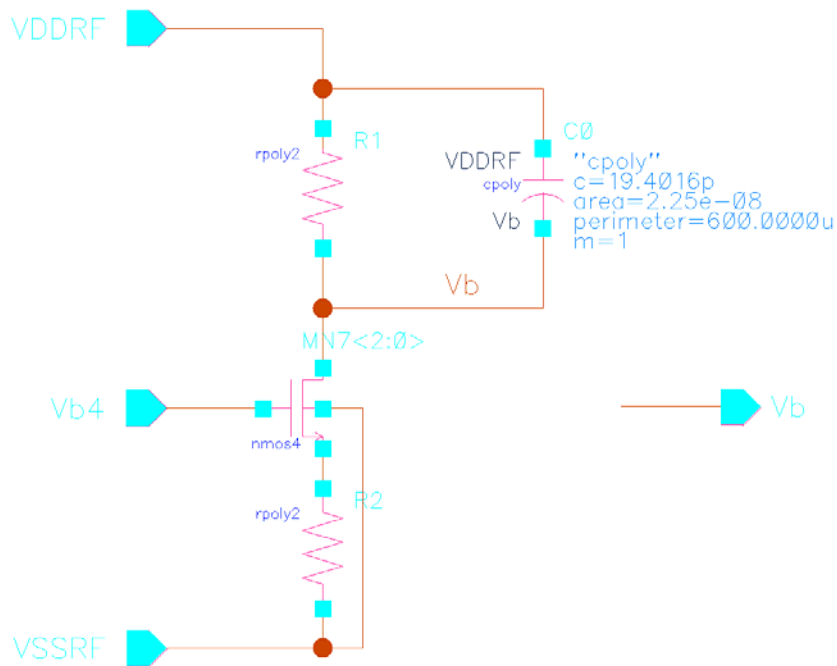 VDDRF
R1
rpoly2
C0
VDDRF
"cpoly"
cpoly
c=19.4016p
area=2.25e-08
Vb
perimeter=600.0000u
m=1
Vb
MN7<2:0>
Vb4
Vb
nmos4
R2
rpoly2
VSSRF